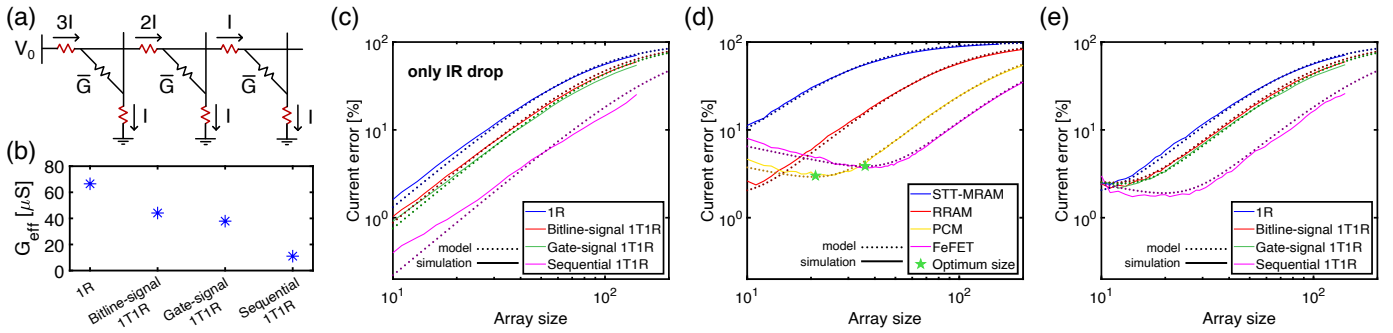 (a)
3I
2I
I
V0
G̅
G̅
G̅
I
I
I
(b)
Geff [µS]
80
60
40
20
0
1R
Bitline-signal
1T1R
Gate-signal
1T1R
Sequential
1T1R
(c)
only IR drop
Current error [%]
10^2
10^1
10^0
10^1
10^2
Array size
model
simulation
1R
Bitline-signal 1T1R
Gate-signal 1T1R
Sequential 1T1R
(d)
Current error [%]
10^2
10^1
10^0
10^1
10^2
Array size
model
simulation
STT-MRAM
RRAM
PCM
FeFET
Optimum size
(e)
Current error [%]
10^2
10^1
10^0
10^1
10^2
Array size
model
simulation
1R
Bitline-signal 1T1R
Gate-signal 1T1R
Sequential 1T1R